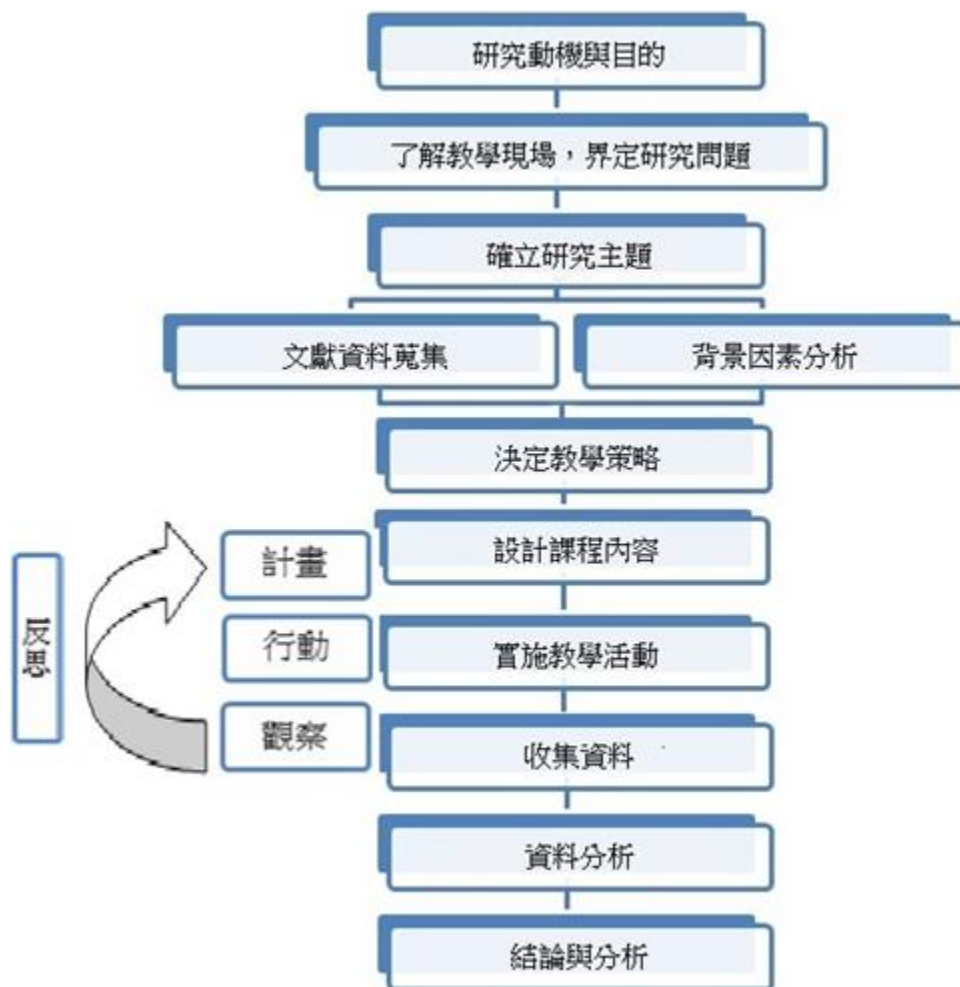 研究動機與目的
了解教學現場，界定研究問題
確立研究主題
文獻資料蒐集
背景因素分析
決定教學策略
反思
計畫
設計課程內容
行動
實施教學活動
觀察
收集資料
資料分析
結論與分析